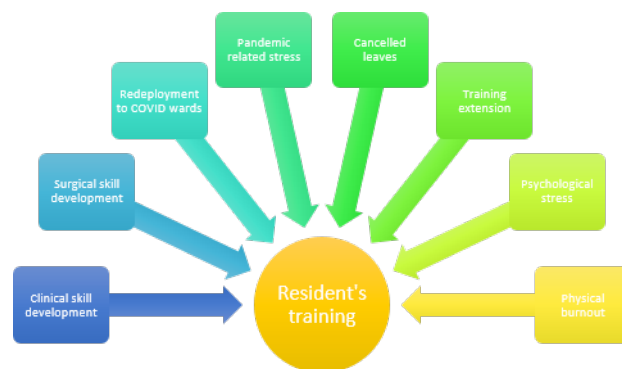 Pandemic
related stress
Cancelled
leaves
Redeployment
to COVID wards
Training
extension
Surgical skill
development
Psychological
stress
Clinical skill
development
Resident's
training
Physical
burnout